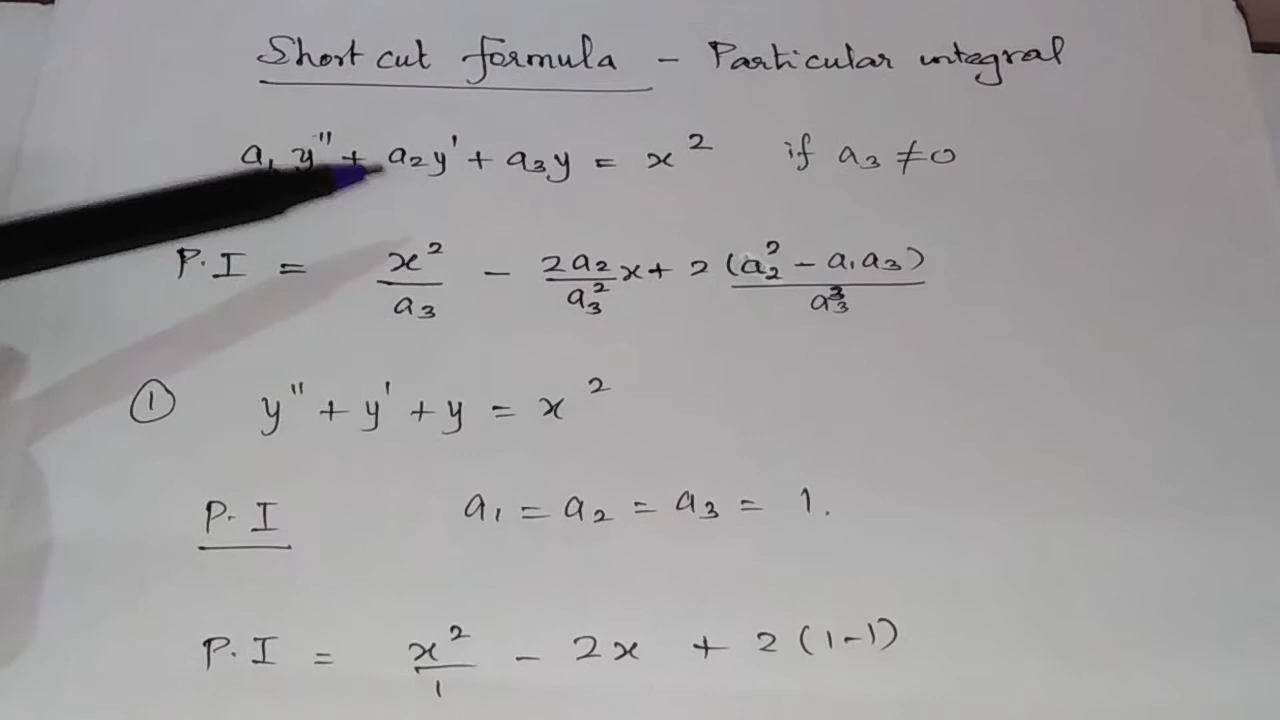 Short cut formula - Particular integral
a₁y" + a₂y' + a₃y = x² if a₃ ≠ 0
P.I = x²/a₃ - 2a₂/a₃² x + 2 (a₂² - a₁a₃)/a₃³
① y" + y' + y = x²
P.I a₁ = a₂ = a₃ = 1.
P.I = x²/1 - 2x + 2(1-1)